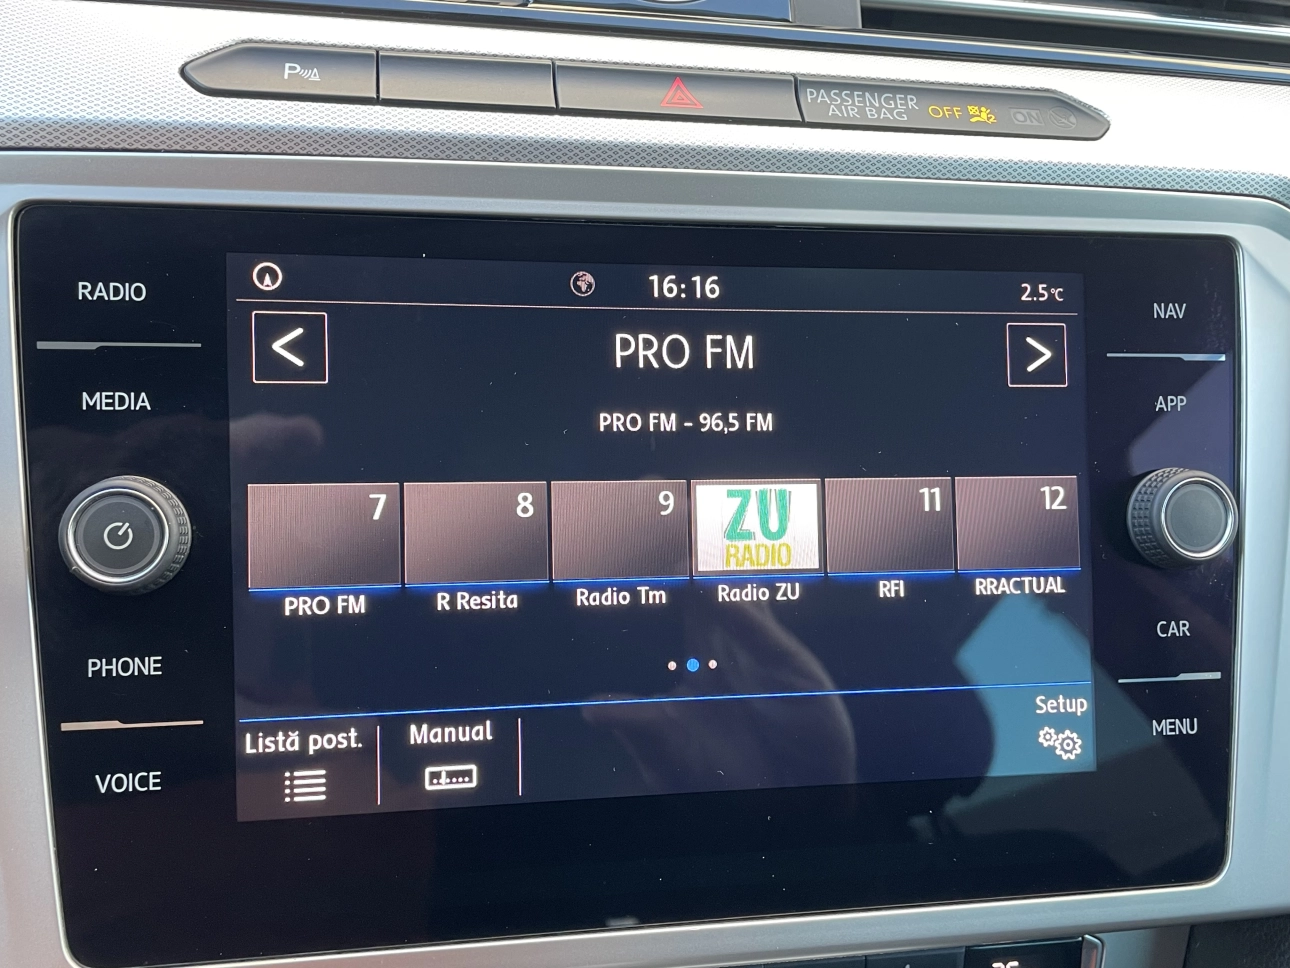 P
PASSENGER
AIR BAG OFF 2 ON
RADIO
MEDIA
PHONE
VOICE
16:16
2.5°C
PRO FM
PRO FM - 96,5 FM
7
8
9
ZU
RADIO
11
12
PRO FM
R Resita
Radio Tm
Radio ZU
RFI
RRACTUAL
Listă post.
Manual
Setup
NAV
APP
CAR
MENU